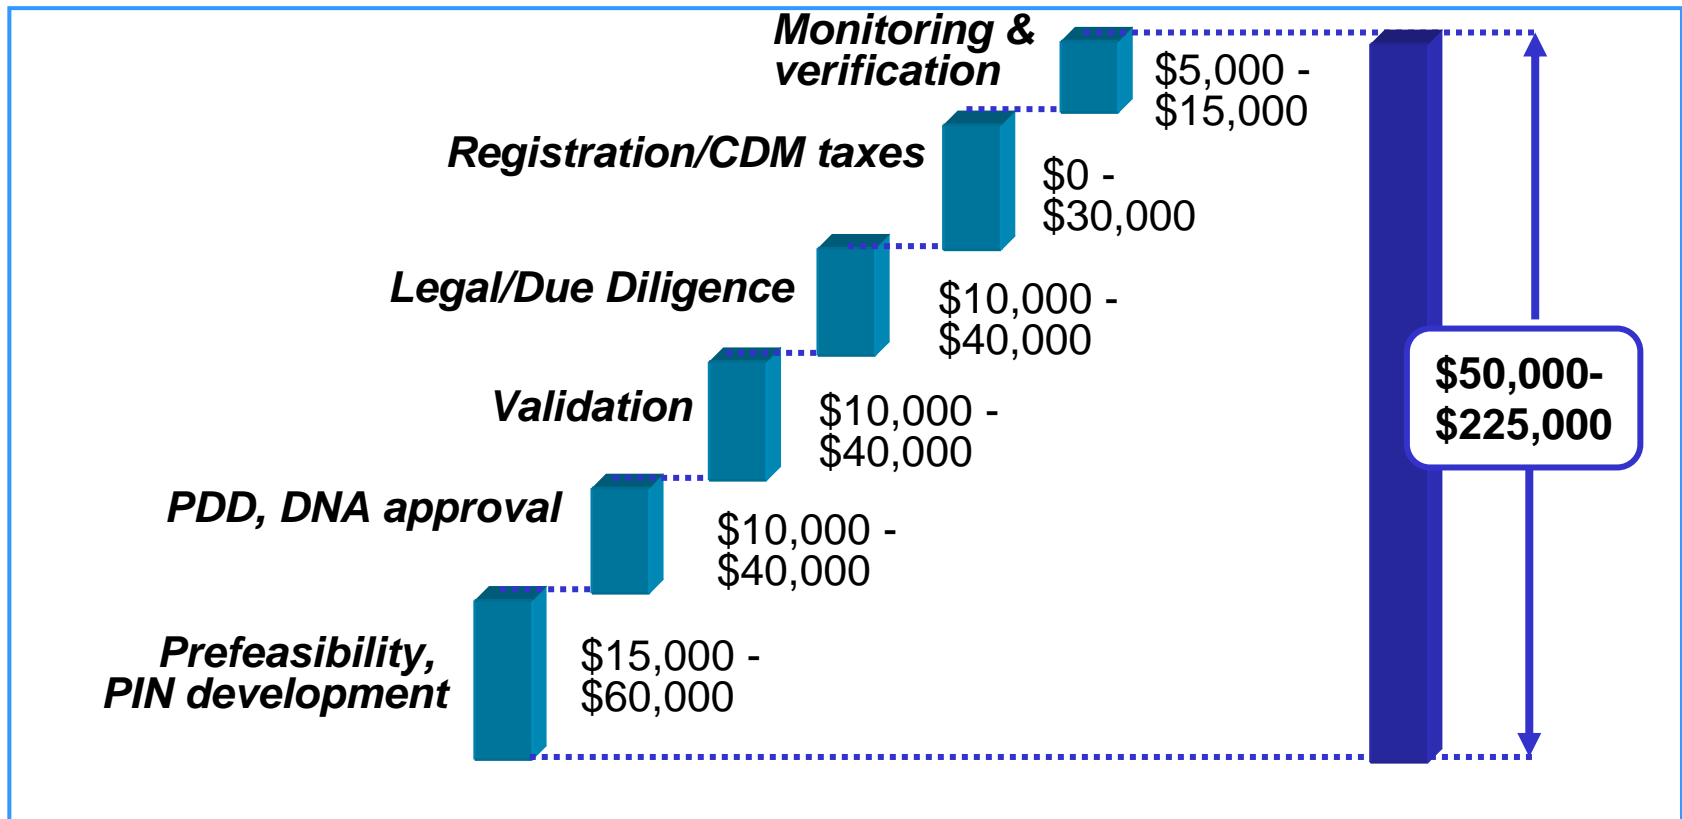 Monitoring &
verification
$5,000 -
$15,000
Registration/CDM taxes
$0 -
$30,000
Legal/Due Diligence
$10,000 -
$40,000
Validation
$10,000 -
$40,000
PDD, DNA approval
$10,000 -
$40,000
Prefeasibility,
PIN development
$15,000 -
$60,000
$50,000-
$225,000